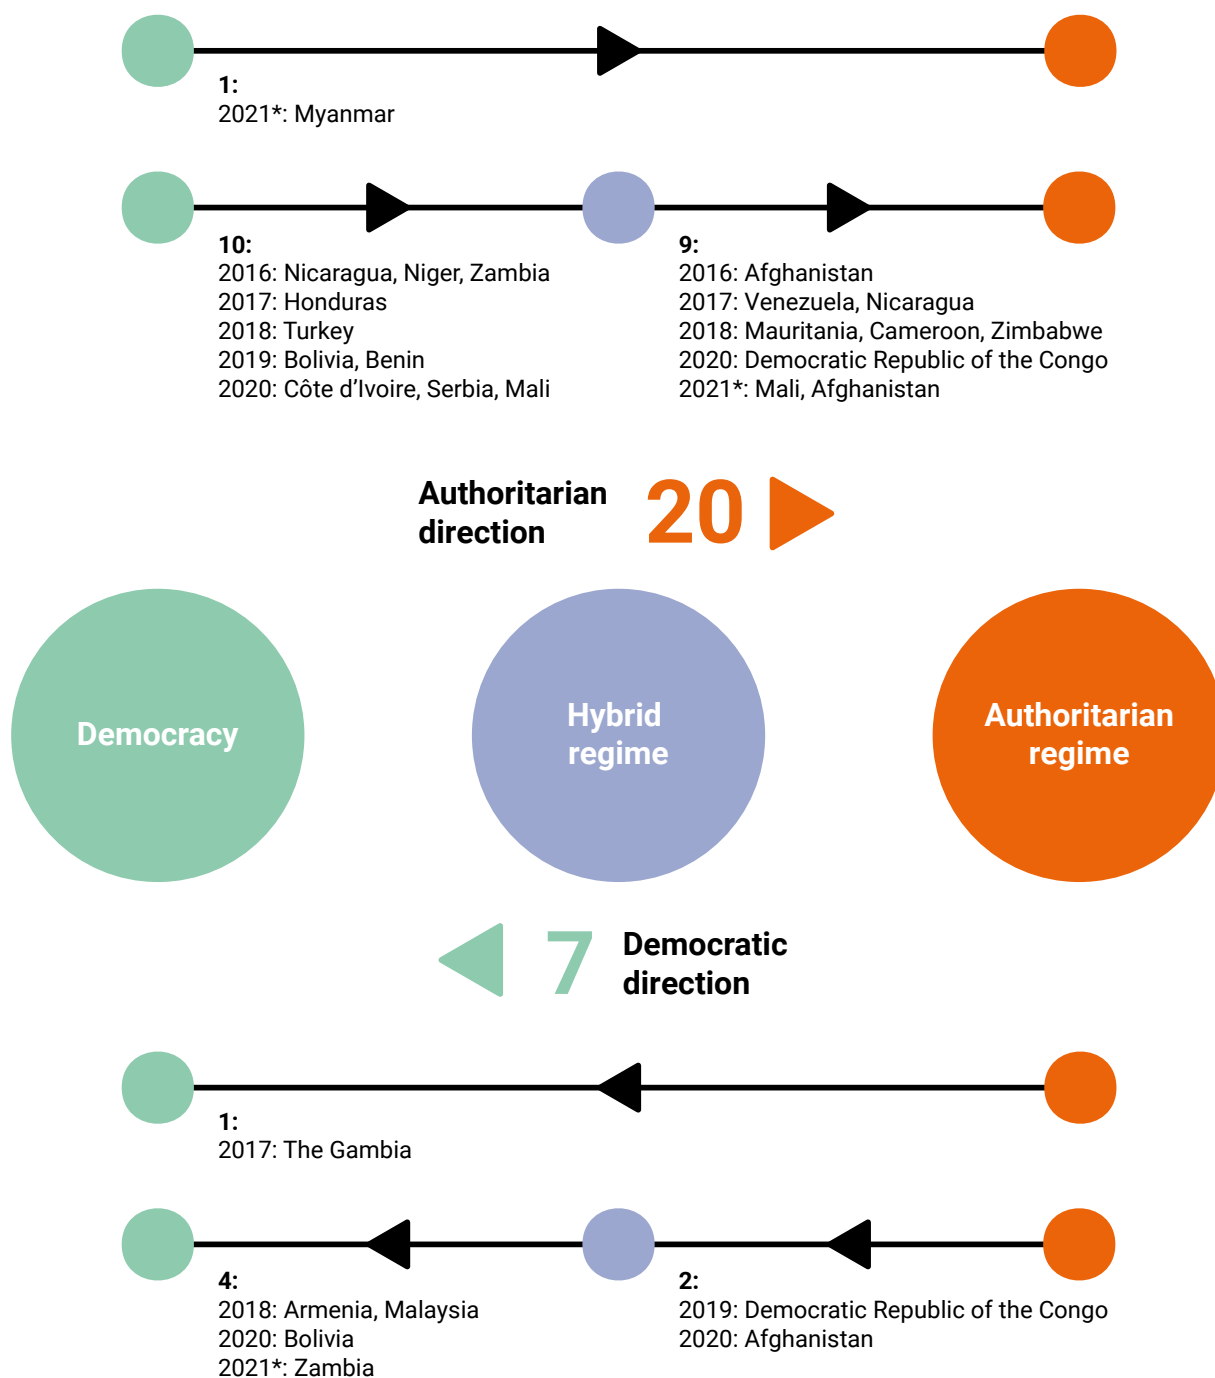 1:
2021*: Myanmar
10:
2016: Nicaragua, Niger, Zambia
2017: Honduras
2018: Turkey
2019: Bolivia, Benin
2020: Côte d’Ivoire, Serbia, Mali
9:
2016: Afghanistan
2017: Venezuela, Nicaragua
2018: Mauritania, Cameroon, Zimbabwe
2020: Democratic Republic of the Congo
2021*: Mali, Afghanistan
Authoritarian
direction
20
Democracy
Hybrid
regime
Authoritarian
regime
7
Democratic
direction
1:
2017: The Gambia
4:
2018: Armenia, Malaysia
2020: Bolivia
2021*: Zambia
2:
2019: Democratic Republic of the Congo
2020: Afghanistan